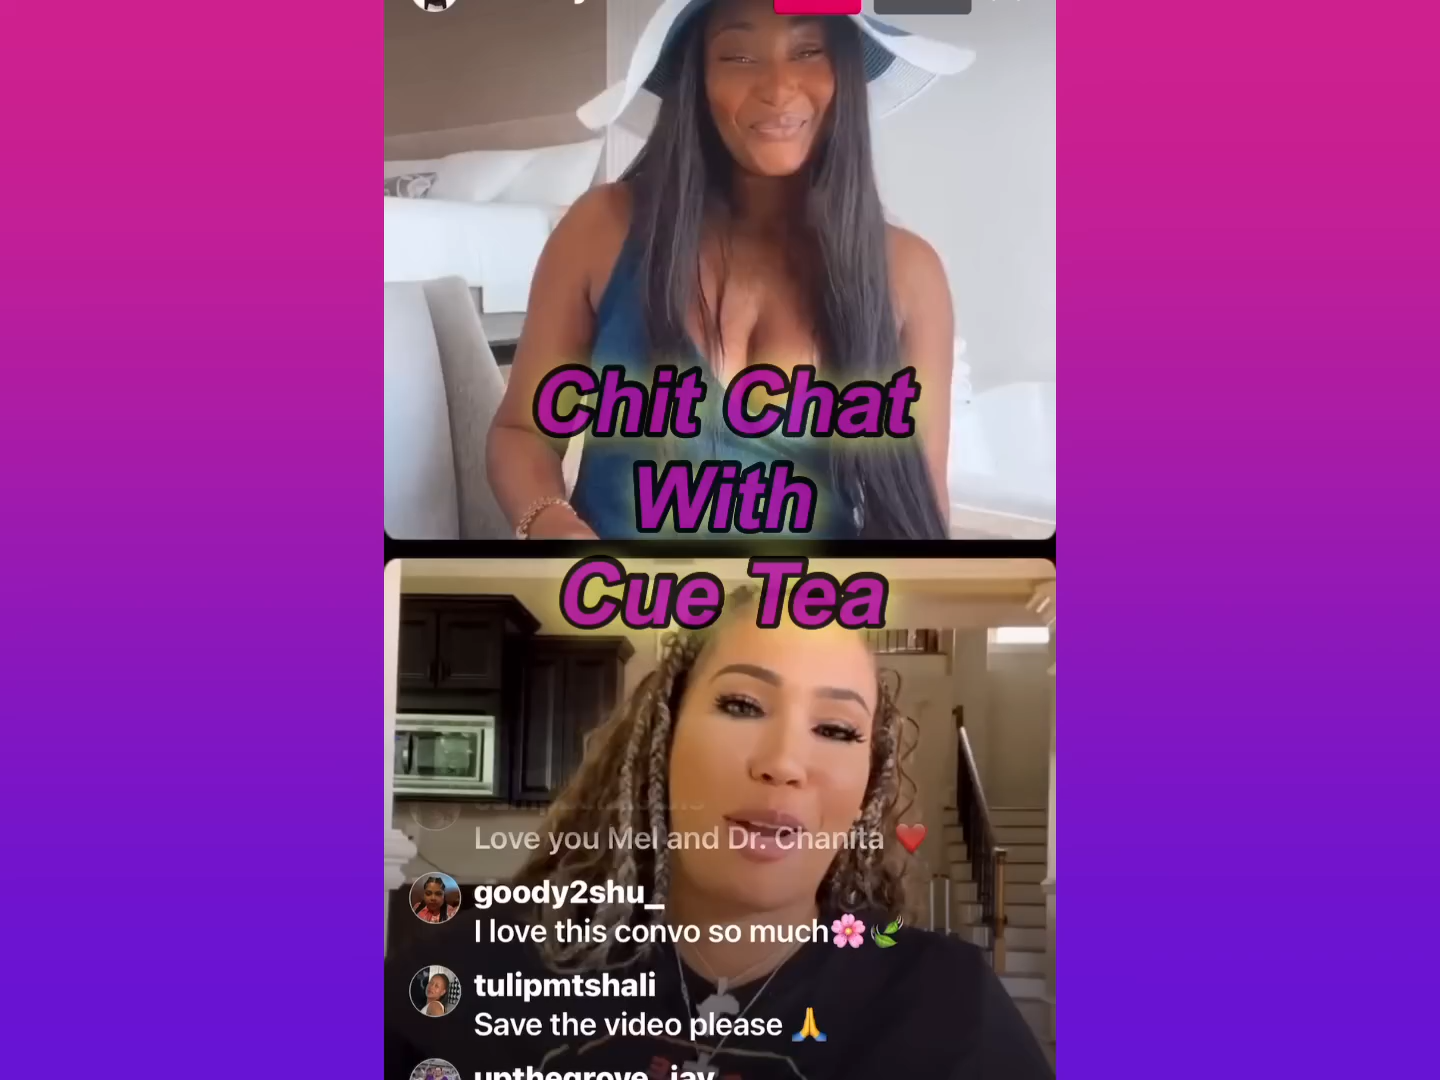 Chit Chat
With
Cue Tea
Love you Mel and Dr. Chanita ❤️
goody2shu_
I love this convo so much🌸🌿
tulipmtshali
Save the video please 🙏
upthegrove_jay